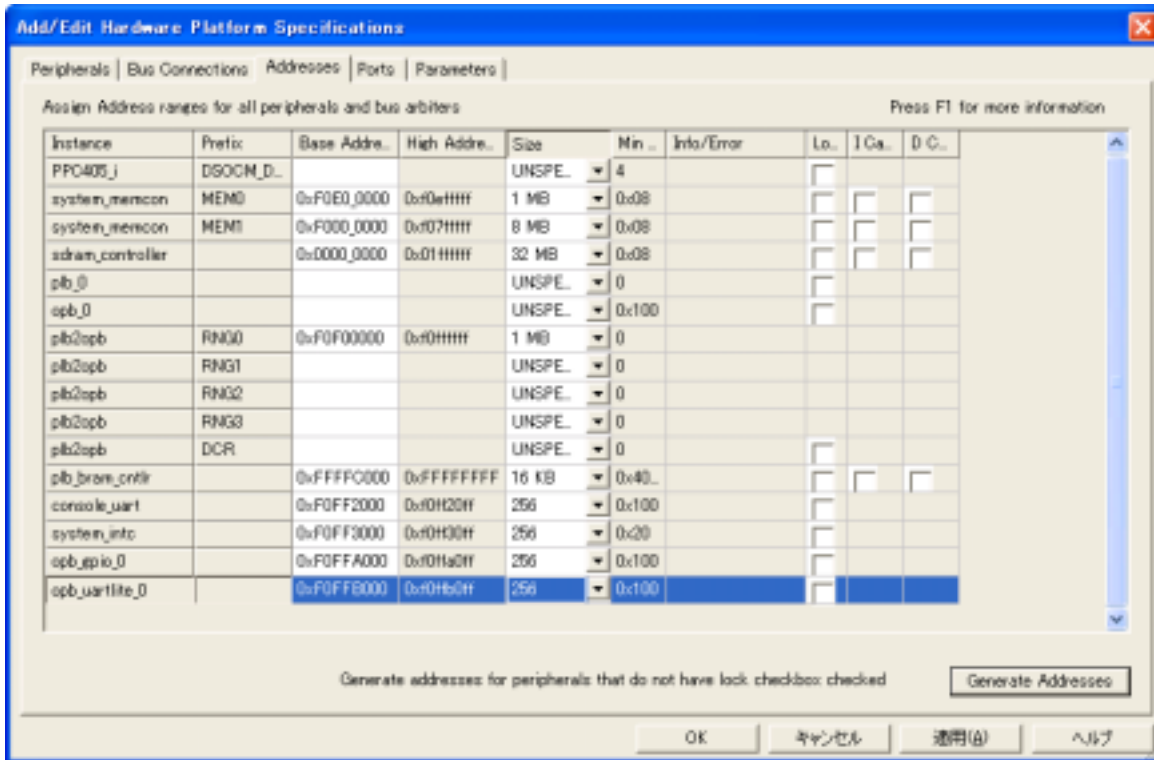 Add/Edit Hardware Platform Specifications
Peripherals | Bus Connections Addresses | Ports | Parameters |
Assign Address ranges for all peripherals and bus arbiters Press F1 for more information
Instance Prefix Base Addre... High Addre... Size Min ... Info/Error Lo... I Ca... D C...
PPC405_i DSOCM_D... UNSPE... 4
system_memcon MEM0 0xF0E0_0000 0xf0efffff 1 MB 0x08
system_memcon MEM1 0xF000_0000 0xf07fffff 8 MB 0x08
sdram_controller 0x0000_0000 0x01ffffff 32 MB 0x08
plb_0 UNSPE... 0
opb_0 UNSPE... 0x100
plb2opb RNG0 0xF0F00000 0xf0ffffff 1 MB 0
plb2opb RNG1 UNSPE... 0
plb2opb RNG2 UNSPE... 0
plb2opb RNG3 UNSPE... 0
plb2opb DCR UNSPE... 0
plb_bram_cntlr 0xFFFFC000 0xFFFFFFFF 16 KB 0x40...
console_uart 0xF0FF2000 0xf0ff20ff 256 0x100
system_intc 0xF0FF3000 0xf0ff30ff 256 0x20
opb_gpio_0 0xF0FFA000 0xf0ffa0ff 256 0x100
opb_uartlite_0 0xF0FFB000 0xf0ffb0ff 256 0x100
Generate addresses for peripherals that do not have lock checkbox checked Generate Addresses
OK キャンセル 適用(A) ヘルプ